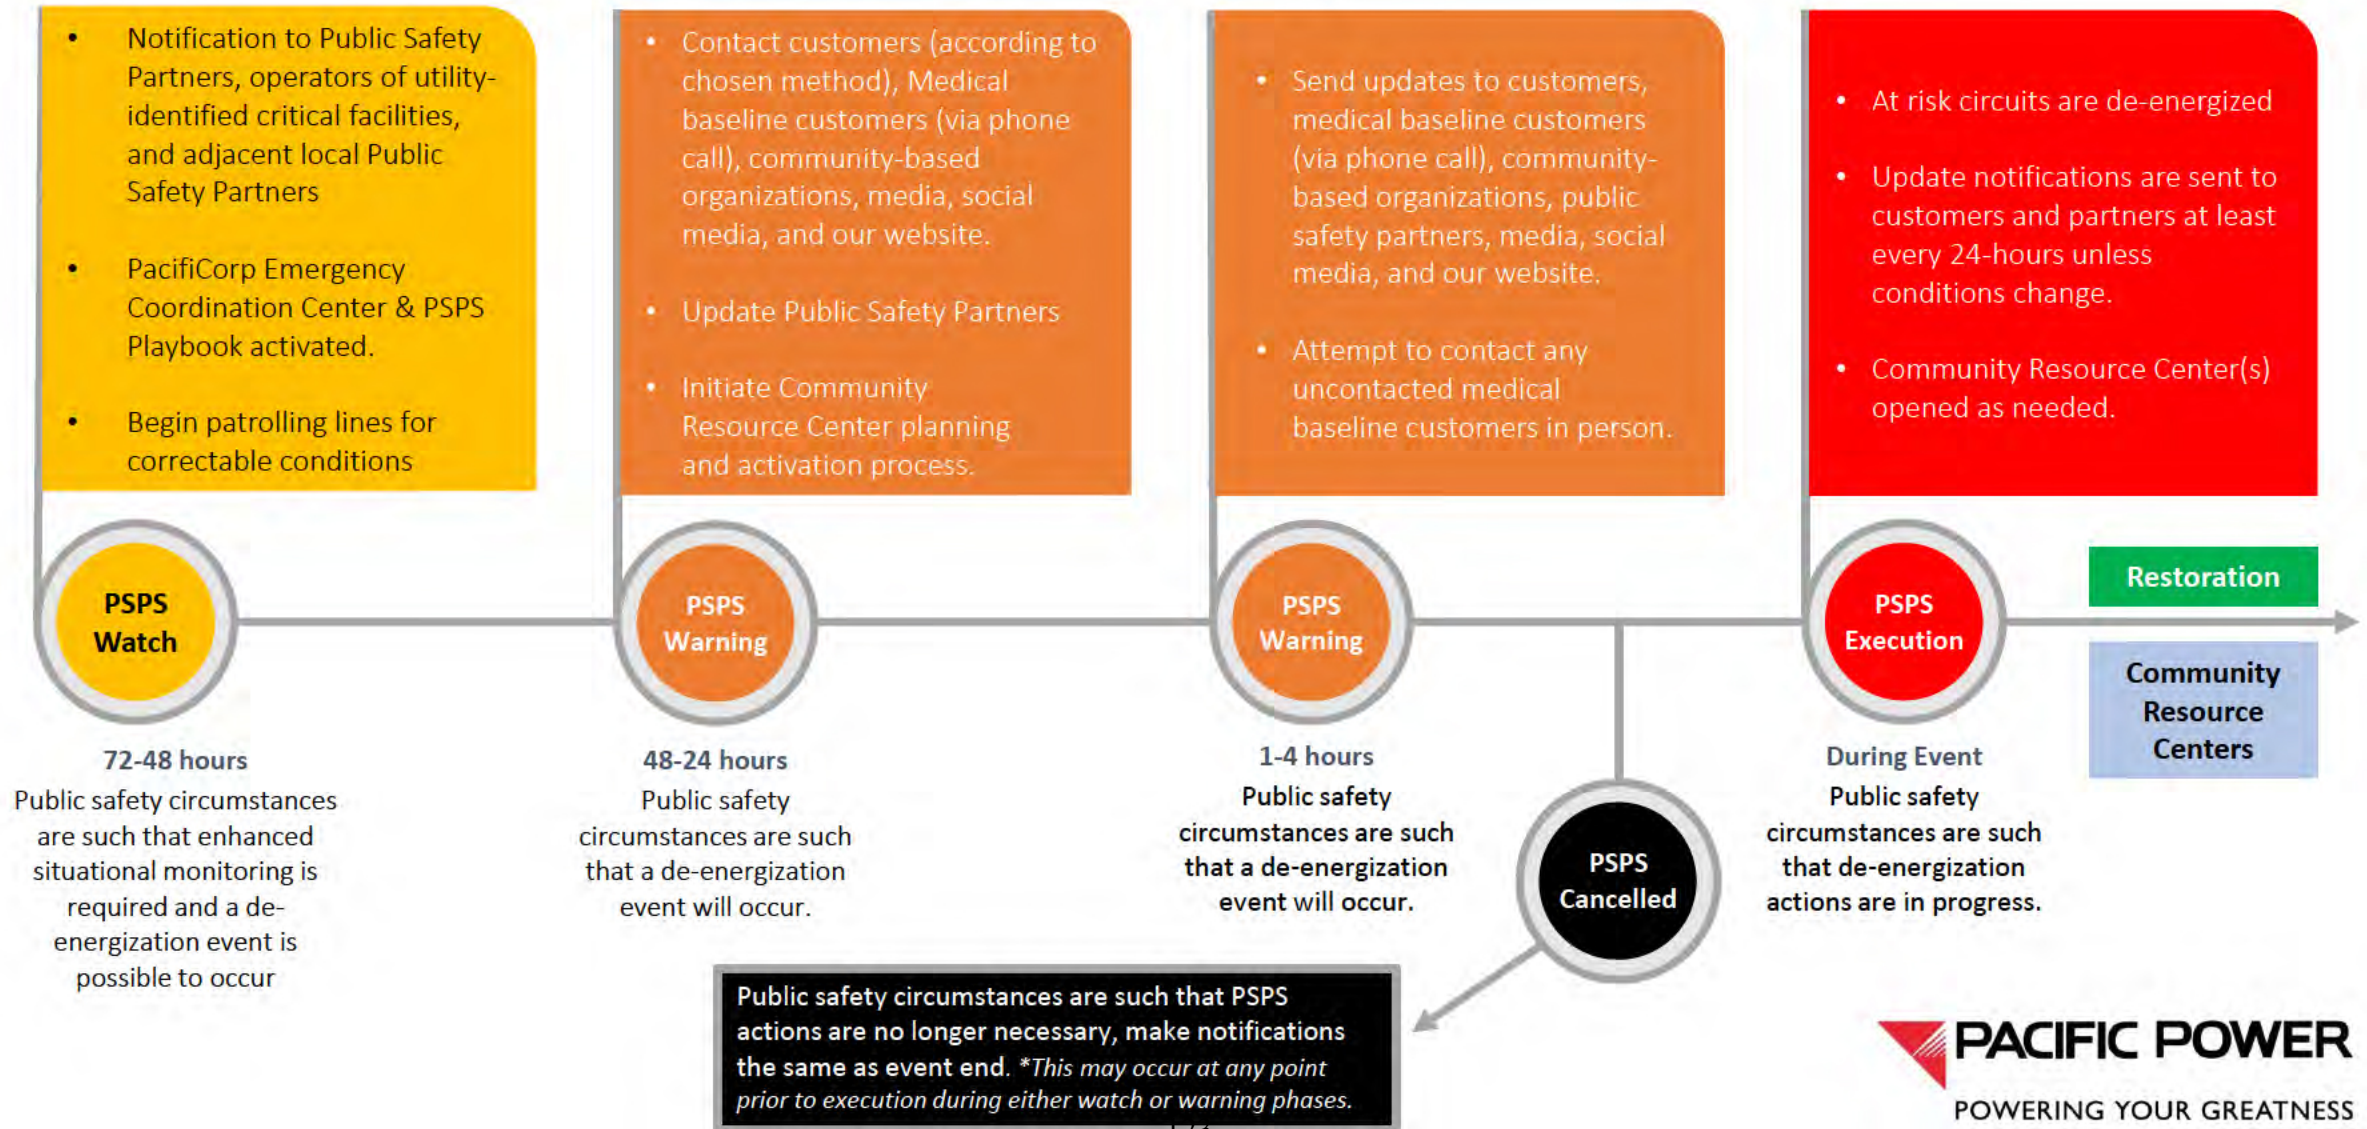 • Notification to Public Safety
Partners, operators of utility-
identified critical facilities,
and adjacent local Public
Safety Partners
• PacifiCorp Emergency
Coordination Center & PSPS
Playbook activated.
• Begin patrolling lines for
correctable conditions
• Contact customers (according to
chosen method), Medical
baseline customers (via phone
call), community-based
organizations, media, social
media, and our website.
• Update Public Safety Partners
• Initiate Community
Resource Center planning
and activation process.
• Send updates to customers,
medical baseline customers
(via phone call), community-
based organizations, public
safety partners, media, social
media, and our website.
• Attempt to contact any
uncontacted medical
baseline customers in person.
• At risk circuits are de-energized
• Update notifications are sent to
customers and partners at least
every 24-hours unless
conditions change.
• Community Resource Center(s)
opened as needed.
PSPS
Watch
PSPS
Warning
PSPS
Warning
PSPS
Execution
Restoration
Community
Resource
Centers
72-48 hours
Public safety circumstances
are such that enhanced
situational monitoring is
required and a de-
energization event is
possible to occur
48-24 hours
Public safety
circumstances are such
that a de-energization
event will occur.
1-4 hours
Public safety
circumstances are such
that a de-energization
event will occur.
PSPS
Cancelled
During Event
Public safety
circumstances are such
that de-energization
actions are in progress.
Public safety circumstances are such that PSPS
actions are no longer necessary, make notifications
the same as event end. *This may occur at any point
prior to execution during either watch or warning phases.
PACIFIC POWER
POWERING YOUR GREATNESS